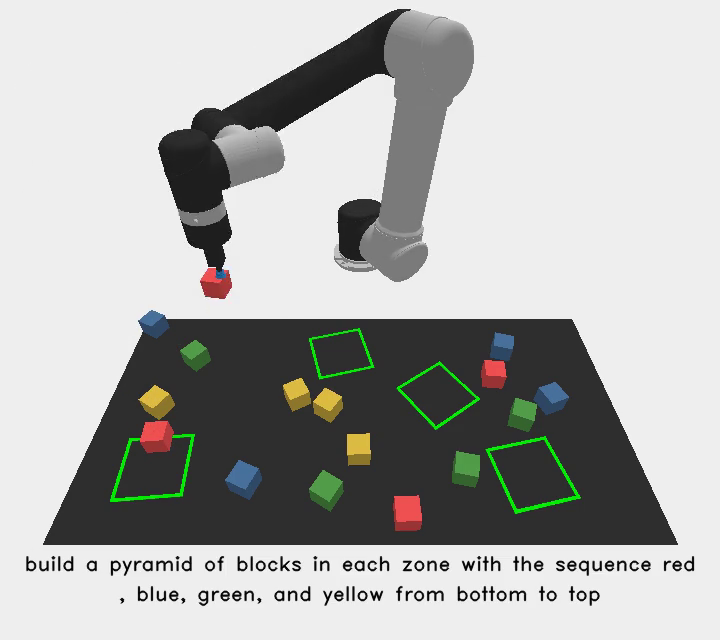 build a pyramid of blocks in each zone with the sequence red
, blue, green, and yellow from bottom to top